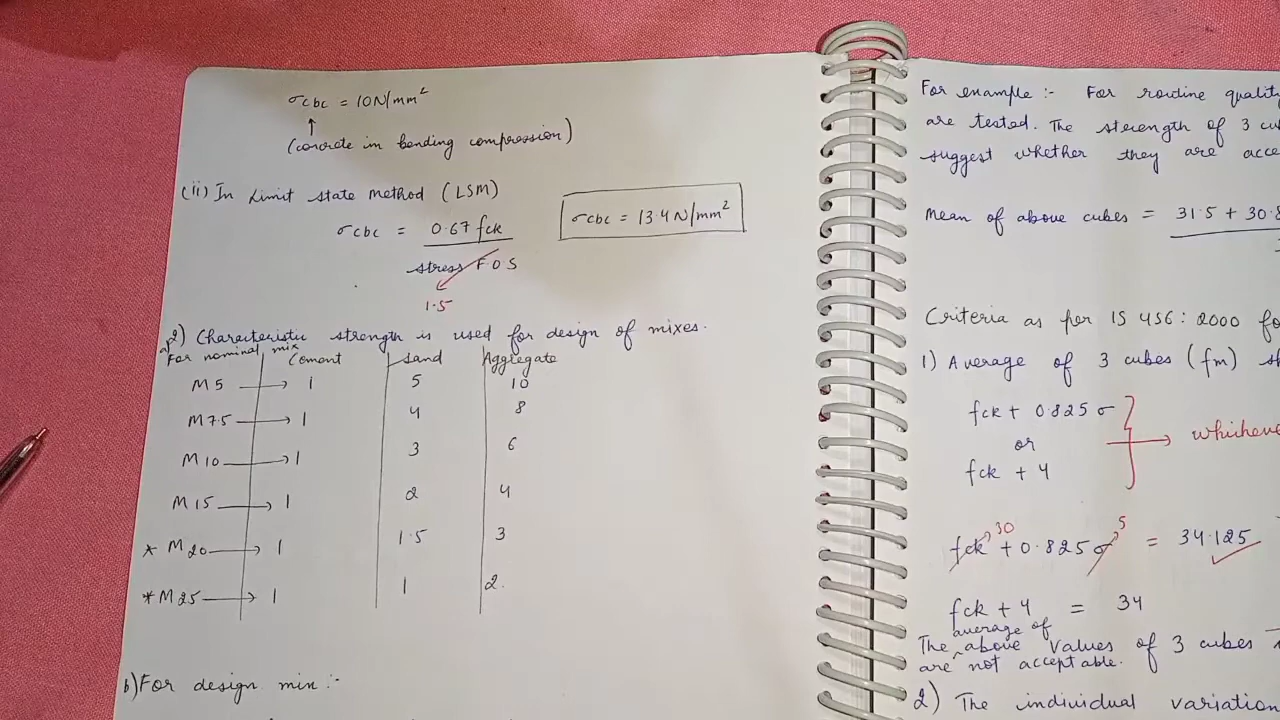 σcbc = 10N/mm²
↑
(concrete in bending compression)
(ii) In Limit state Method (LSM)
σcbc = 0.67 fck
stress F.O.S
1.5
σcbc = 13.4 N/mm²
2) Characteristic strength is used for design of mixes.
a) For nominal mix Cement sand Aggregate
M5 → 1 5 10
M7.5 → 1 4 8
M10 → 1 3 6
M15 → 1 2 4
* M20 → 1 1.5 3
* M25 → 1 1 2.
b) For design mix:-
For example :- For routine quality
are tested. The strength of 3 cu
suggest whether they are acce
Mean of above cubes = 31.5 + 30.
Criteria as per IS 456: 2000 fo
1) Average of 3 cubes (fm) sh
fck + 0.825 σ
or
fck + 4
→ whicheve
fck 30 + 0.825 σ 5 = 34.125 ✓
fck + 4 = 34
average of
The ^ above values of 3 cubes
are not acceptable.
2) The individual variation